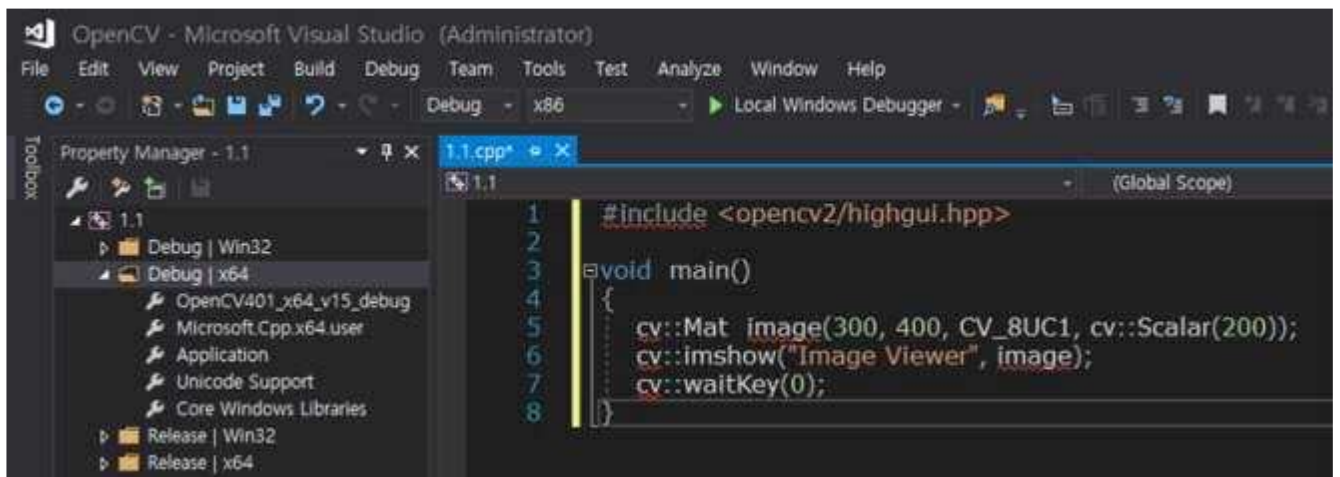 OpenCV - Microsoft Visual Studio (Administrator)
File Edit View Project Build Debug Team Tools Test Analyze Window Help
Debug x86 Local Windows Debugger
Toolbox
Property Manager - 1.1
1.1
Debug | Win32
Debug | x64
OpenCV401_x64_v15_debug
Microsoft.Cpp.x64.user
Application
Unicode Support
Core Windows Libraries
Release | Win32
Release | x64
1.1.cpp*
1.1 (Global Scope)
1 #include <opencv2/highgui.hpp>
2
3 void main()
4 {
5 cv::Mat image(300, 400, CV_8UC1, cv::Scalar(200));
6 cv::imshow("Image Viewer", image);
7 cv::waitKey(0);
8 }